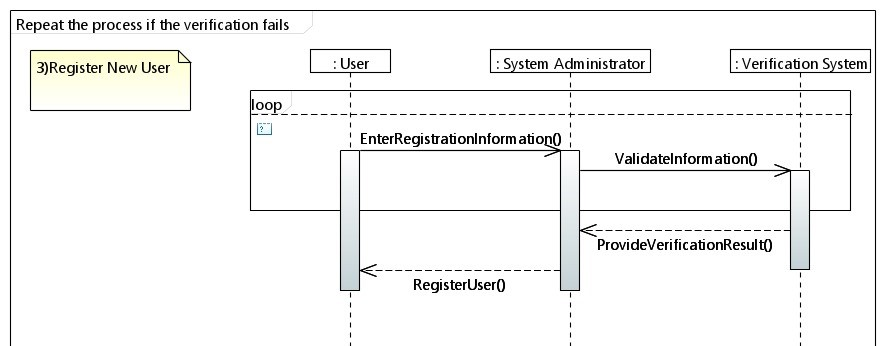 Repeat the process if the verification fails
3)Register New User
: User
: System Administrator
: Verification System
loop
?
EnterRegistrationInformation()
ValidateInformation()
ProvideVerificationResult()
RegisterUser()